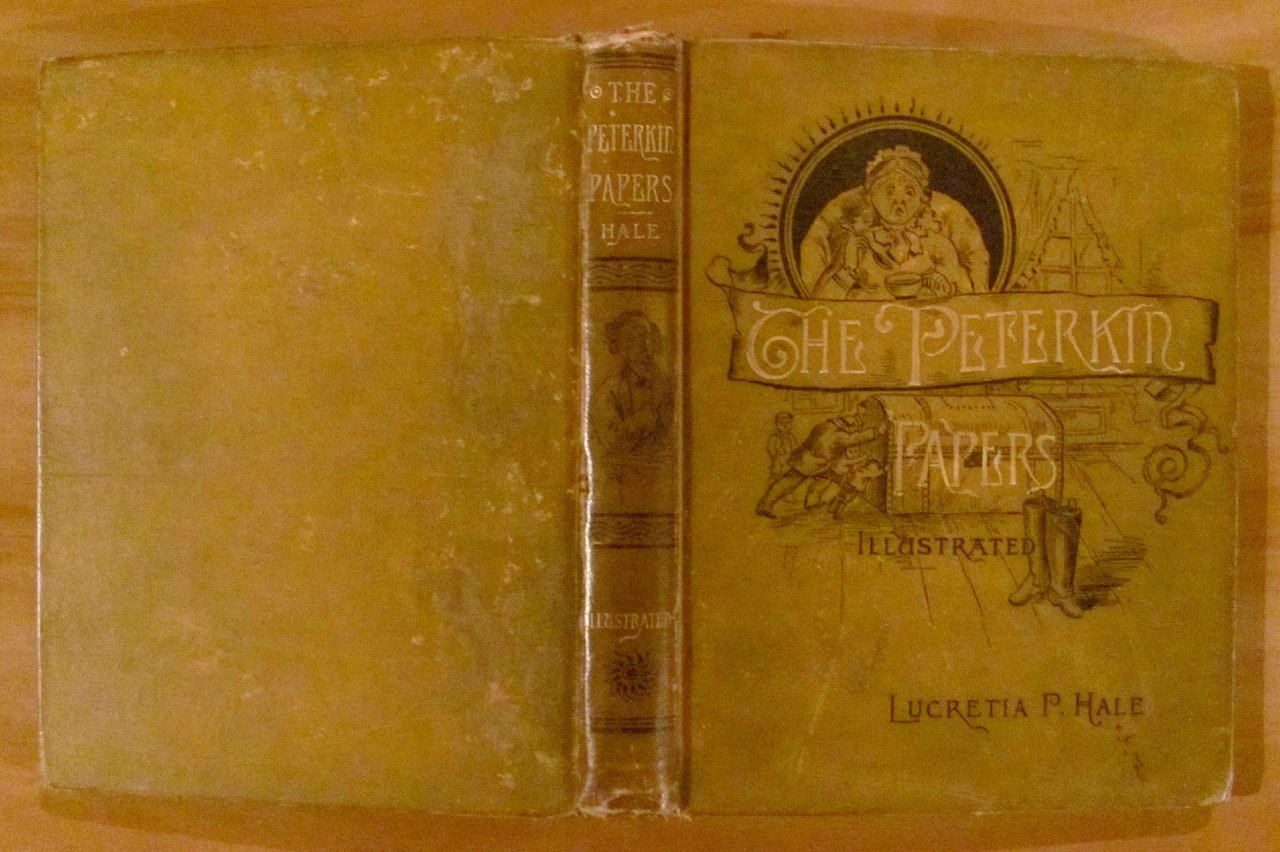 THE
PETERKIN
PAPERS
HALE
ILLUSTRATED
THE PETERKIN
PAPERS
ILLUSTRATED
LUCRETIA P. HALE